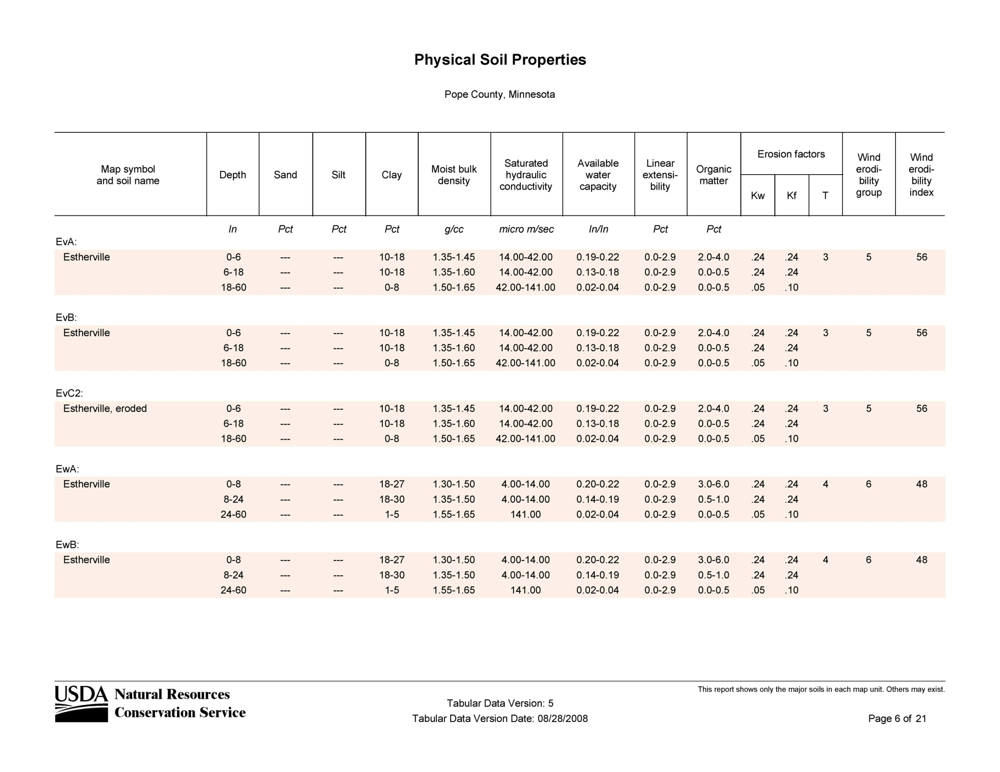 Physical Soil Properties
Pope County, Minnesota
Map symbol and soil name Depth Sand Silt Clay Moist bulk density Saturated hydraulic conductivity Available water capacity Linear extensi-bility Organic matter Erosion factors Kw Kf T Wind erodi-bility group Wind erodi-bility index
In Pct Pct Pct g/cc micro m/sec In/In Pct Pct
EvA:
Estherville 0-6 --- --- 10-18 1.35-1.45 14.00-42.00 0.19-0.22 0.0-2.9 2.0-4.0 .24 .24 3 5 56
6-18 --- --- 10-18 1.35-1.60 14.00-42.00 0.13-0.18 0.0-2.9 0.0-0.5 .24 .24
18-60 --- --- 0-8 1.50-1.65 42.00-141.00 0.02-0.04 0.0-2.9 0.0-0.5 .05 .10
EvB:
Estherville 0-6 --- --- 10-18 1.35-1.45 14.00-42.00 0.19-0.22 0.0-2.9 2.0-4.0 .24 .24 3 5 56
6-18 --- --- 10-18 1.35-1.60 14.00-42.00 0.13-0.18 0.0-2.9 0.0-0.5 .24 .24
18-60 --- --- 0-8 1.50-1.65 42.00-141.00 0.02-0.04 0.0-2.9 0.0-0.5 .05 .10
EvC2:
Estherville, eroded 0-6 --- --- 10-18 1.35-1.45 14.00-42.00 0.19-0.22 0.0-2.9 2.0-4.0 .24 .24 3 5 56
6-18 --- --- 10-18 1.35-1.60 14.00-42.00 0.13-0.18 0.0-2.9 0.0-0.5 .24 .24
18-60 --- --- 0-8 1.50-1.65 42.00-141.00 0.02-0.04 0.0-2.9 0.0-0.5 .05 .10
EwA:
Estherville 0-8 --- --- 18-27 1.30-1.50 4.00-14.00 0.20-0.22 0.0-2.9 3.0-6.0 .24 .24 4 6 48
8-24 --- --- 18-30 1.35-1.50 4.00-14.00 0.14-0.19 0.0-2.9 0.5-1.0 .24 .24
24-60 --- --- 1-5 1.55-1.65 141.00 0.02-0.04 0.0-2.9 0.0-0.5 .05 .10
EwB:
Estherville 0-8 --- --- 18-27 1.30-1.50 4.00-14.00 0.20-0.22 0.0-2.9 3.0-6.0 .24 .24 4 6 48
8-24 --- --- 18-30 1.35-1.50 4.00-14.00 0.14-0.19 0.0-2.9 0.5-1.0 .24 .24
24-60 --- --- 1-5 1.55-1.65 141.00 0.02-0.04 0.0-2.9 0.0-0.5 .05 .10
USDA Natural Resources
Conservation Service
This report shows only the major soils in each map unit. Others may exist.
Tabular Data Version: 5
Tabular Data Version Date: 08/28/2008
Page 6 of 21